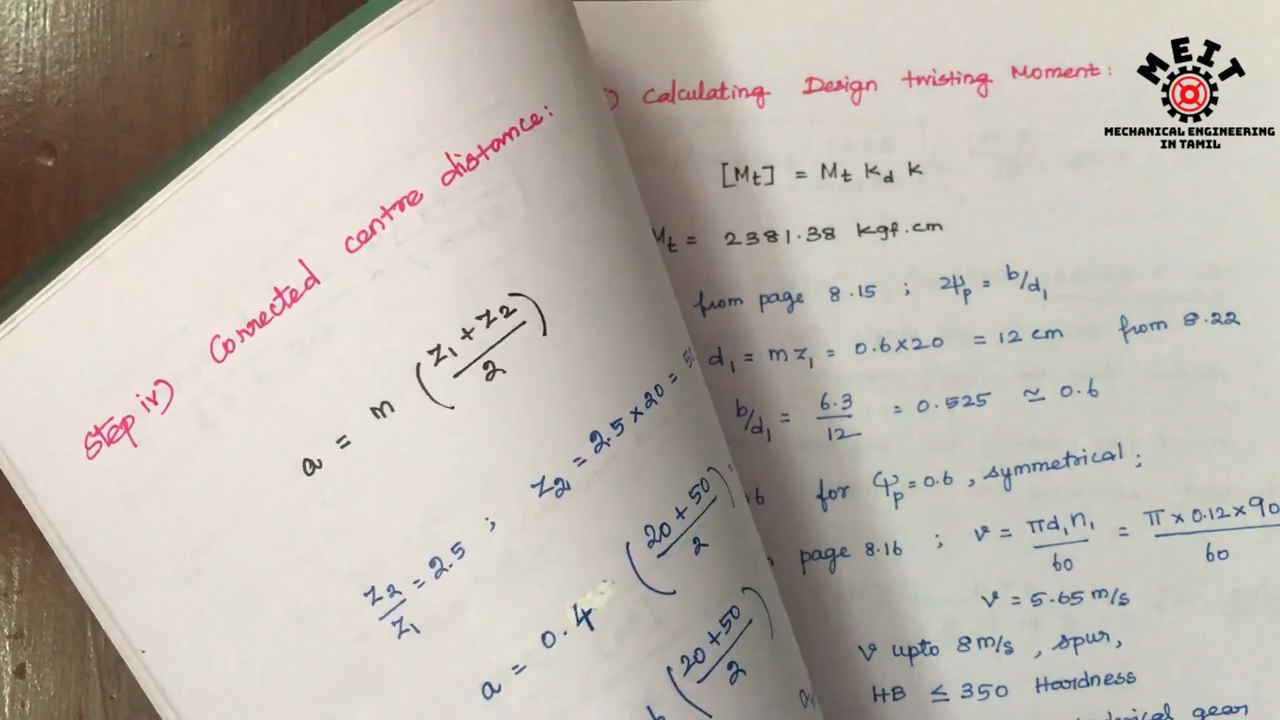 Step iv) Corrected centre distance:
a = m (z₁ + z₂ / 2)
z₂/z₁ = 2.5 ; z₂ = 2.5 × 20 =
a = 0.4 (20 + 50 / 2)
(20 + 50 / 2)
) Calculating Design twisting Moment:
[Mt] = Mt kd k
Mt = 2381.38 kgf.cm
from page 8.15 ; ψp = b/d₁
d₁ = m z₁ = 0.6×20 = 12 cm from 8.22
b/d₁ = 6.3/12 = 0.525 ≃ 0.6
for ψp = 0.6, symmetrical;
page 8.16 ; v = πd₁n₁/60 = π × 0.12 × 90/60
v = 5.65 m/s
v upto 8 m/s, spur,
HB ≤ 350 Hardness
gear
MEIT
MECHANICAL ENGINEERING
IN TAMIL